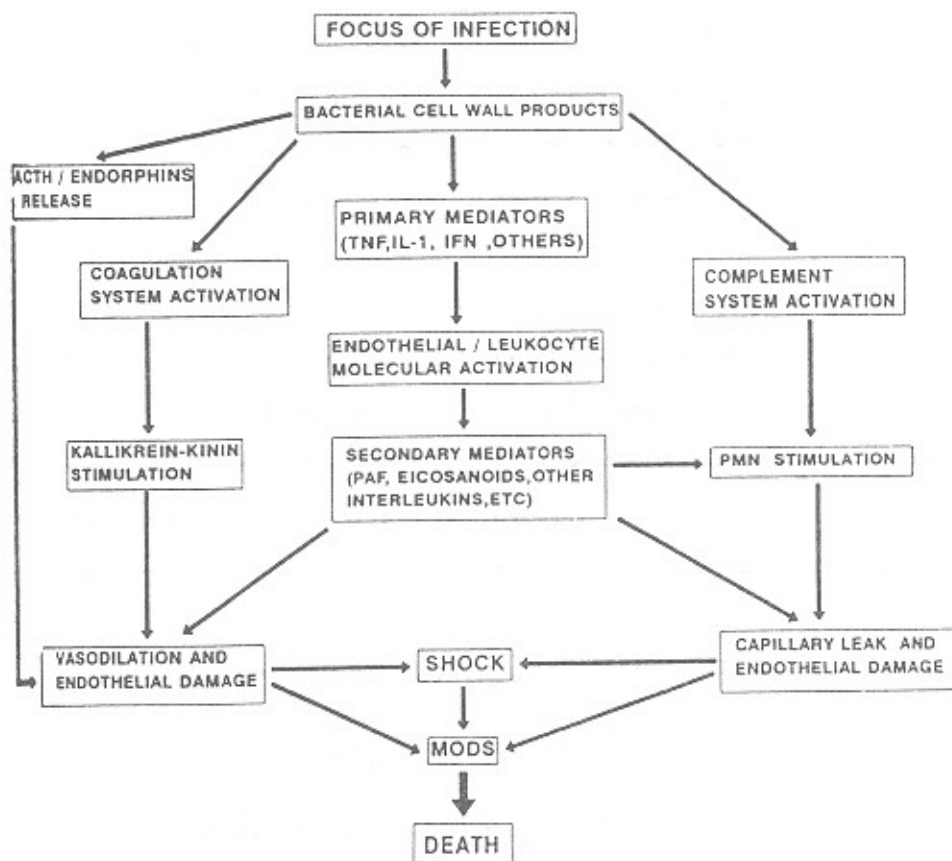 FOCUS OF INFECTION
BACTERIAL CELL WALL PRODUCTS
ACTH / ENDORPHINS
RELEASE
PRIMARY MEDIATORS
(TNF,IL-1, IFN ,OTHERS)
COAGULATION
SYSTEM ACTIVATION
COMPLEMENT
SYSTEM ACTIVATION
ENDOTHELIAL / LEUKOCYTE
MOLECULAR ACTIVATION
KALLIKREIN-KININ
STIMULATION
SECONDARY MEDIATORS
(PAF, EICOSANOIDS,OTHER
INTERLEUKINS,ETC)
PMN STIMULATION
VASODILATION AND
ENDOTHELIAL DAMAGE
SHOCK
CAPILLARY LEAK AND
ENDOTHELIAL DAMAGE
MODS
DEATH